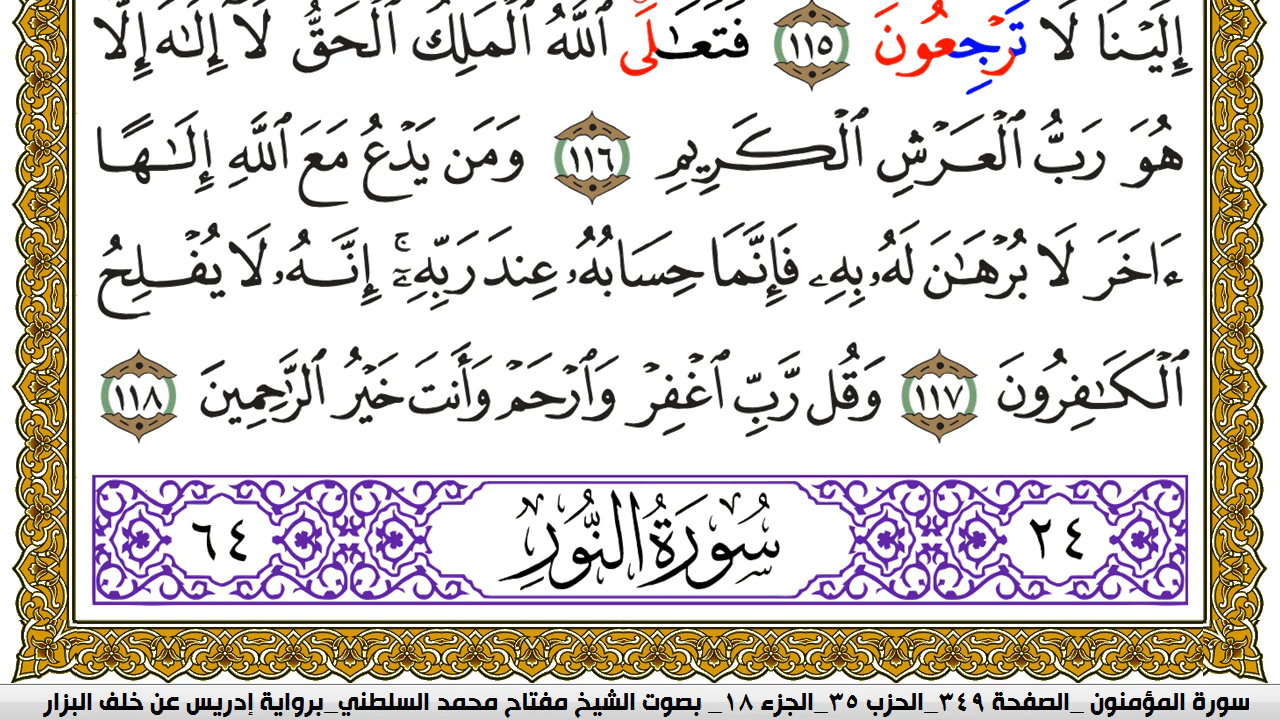 إِلَيْنَا لَا تَرْجِعُونَ ١١٥ فَتَعَٰلَى ٱللَّهُ ٱلْمَلِكُ ٱلْحَقُّ لَآ إِلَٰهَ إِلَّا
هُوَ رَبُّ ٱلْعَرْشِ ٱلْكَرِيمِ ١١٦ وَمَن يَدْعُ مَعَ ٱللَّهِ إِلَٰهًا
ءَاخَرَ لَا بُرْهَٰنَ لَهُۥ بِهِۦ فَإِنَّمَا حِسَابُهُۥ عِندَ رَبِّهِۦٓۚ إِنَّهُۥ لَا يُفْلِحُ
ٱلْكَٰفِرُونَ ١١٧ وَقُل رَّبِّ ٱغْفِرْ وَٱرْحَمْ وَأَنتَ خَيْرُ ٱلرَّٰحِمِينَ ١١٨
٢٤ سُورَةُ النُّورِ ٦٤
سورة المؤمنون _الصفحة ٣٤٩_الحزب ٣٥_الجزء ١٨_ بصوت الشيخ مفتاح محمد السلطني_برواية إدريس عن خلف البزار